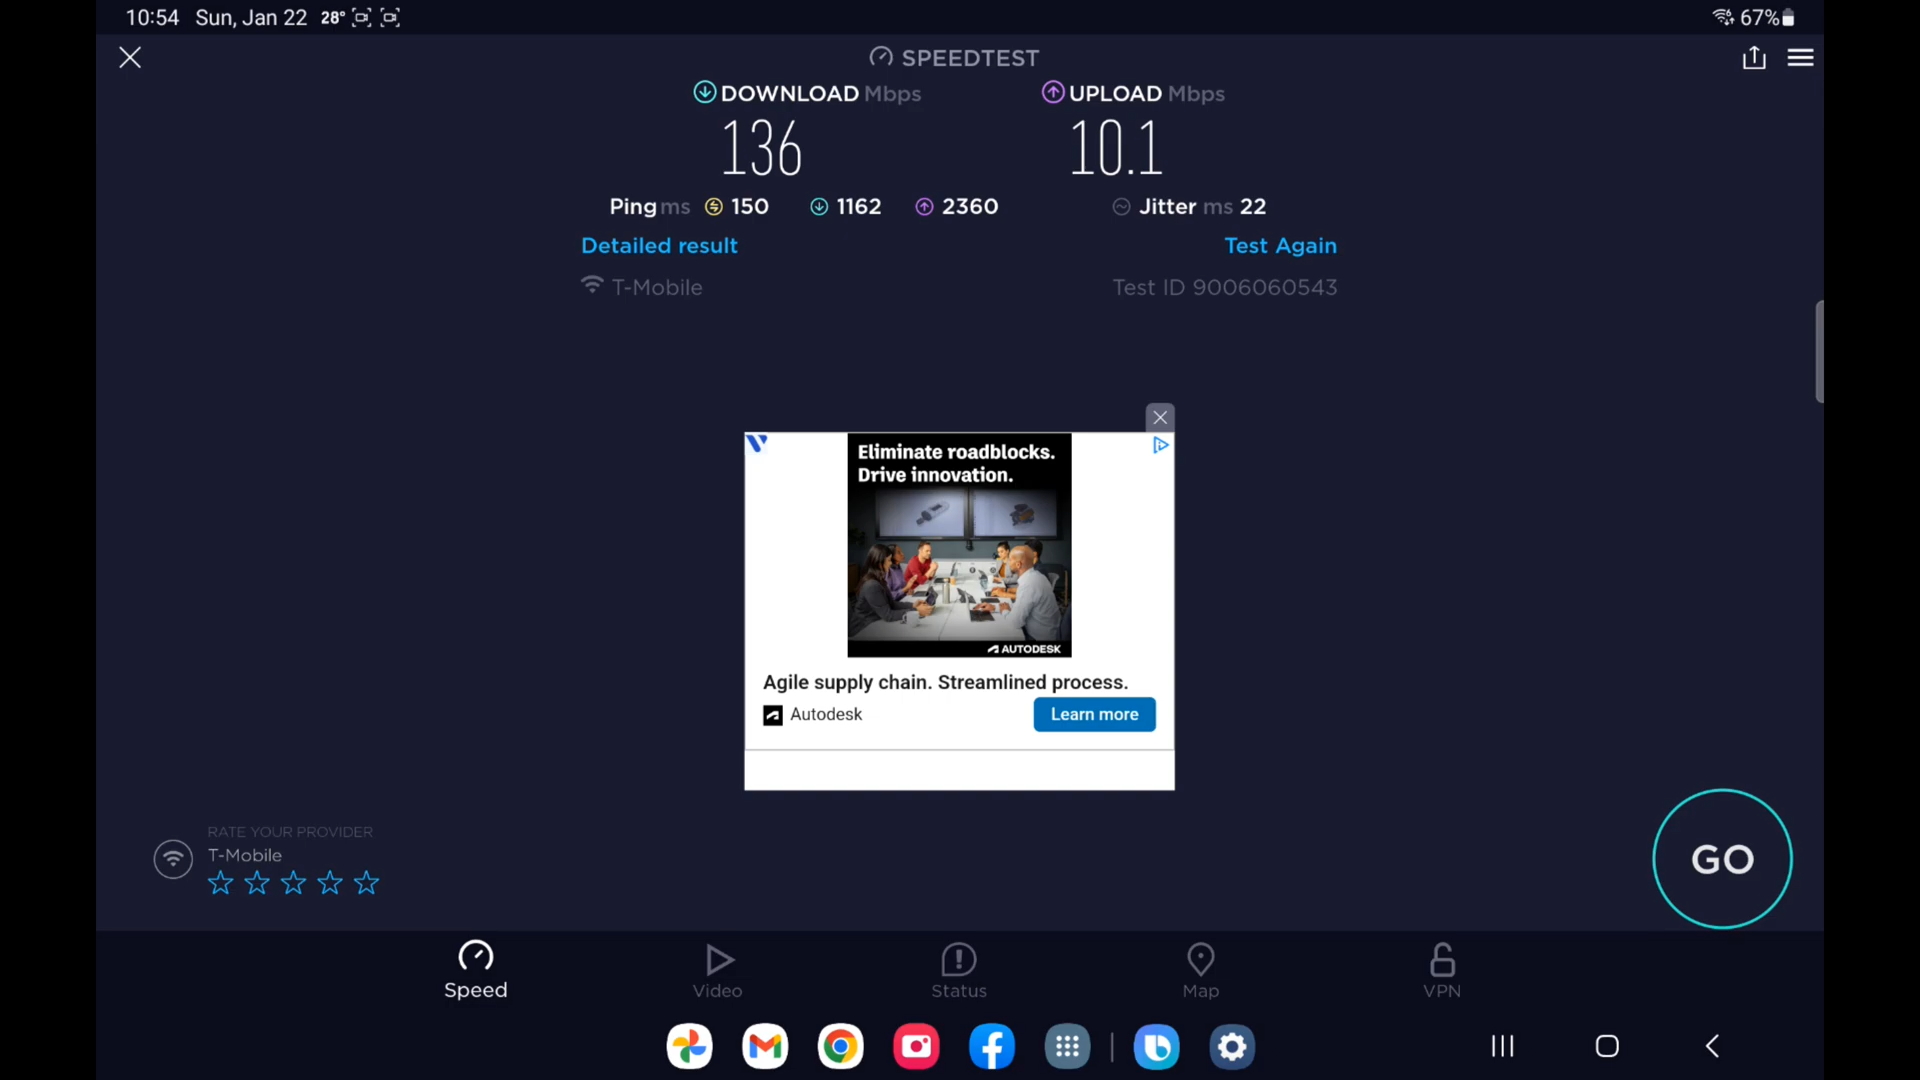 10:54 Sun, Jan 22 28° 67%
SPEEDTEST
DOWNLOAD Mbps UPLOAD Mbps
136 10.1
Ping ms 150 1162 2360 Jitter ms 22
Detailed result Test Again
T-Mobile Test ID 9006060543
Eliminate roadblocks.
Drive innovation.
AUTODESK
Agile supply chain. Streamlined process.
Autodesk Learn more
RATE YOUR PROVIDER
T-Mobile
GO
Speed Video Status Map VPN